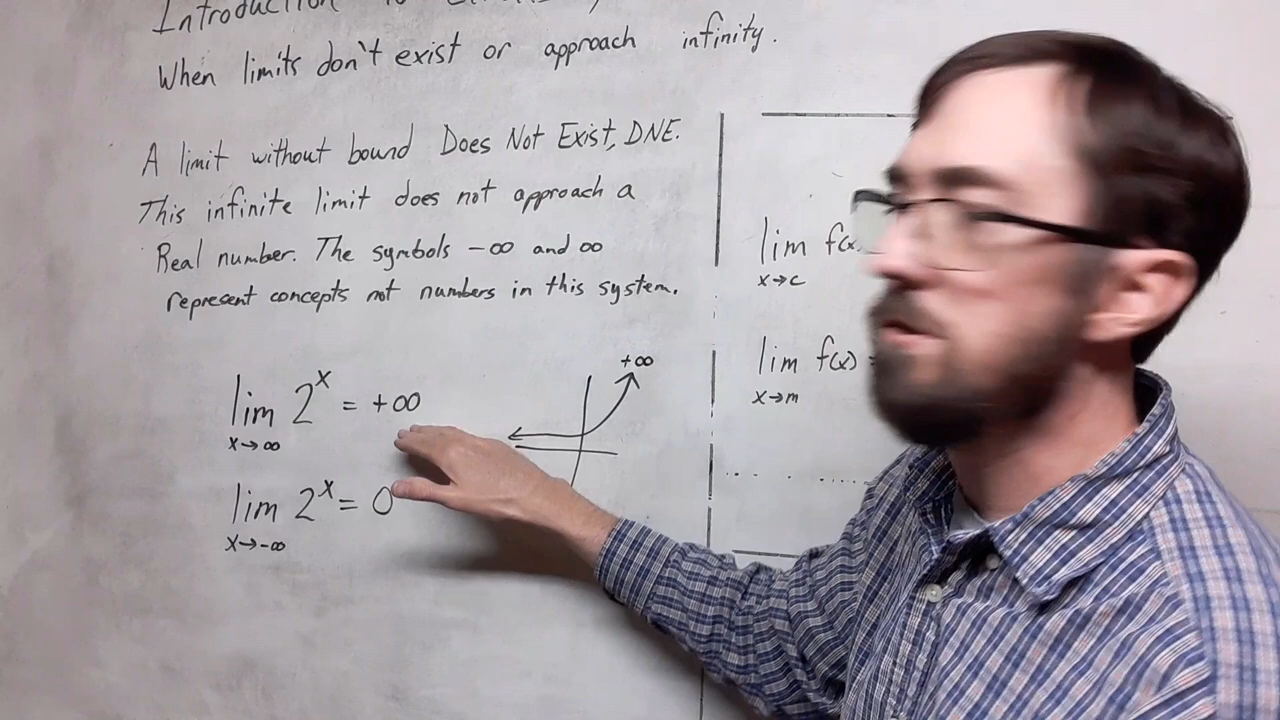 Introduction to
When limits don't exist or approach infinity.
A limit without bound Does Not Exist, DNE.
This infinite limit does not approach a
Real number. The symbols -∞ and ∞
represent concepts not numbers in this system.
lim 2^x = +∞
x→∞
lim 2^x = 0
x→-∞
+∞
lim f(x)
x→c
lim f(x) =
x→m